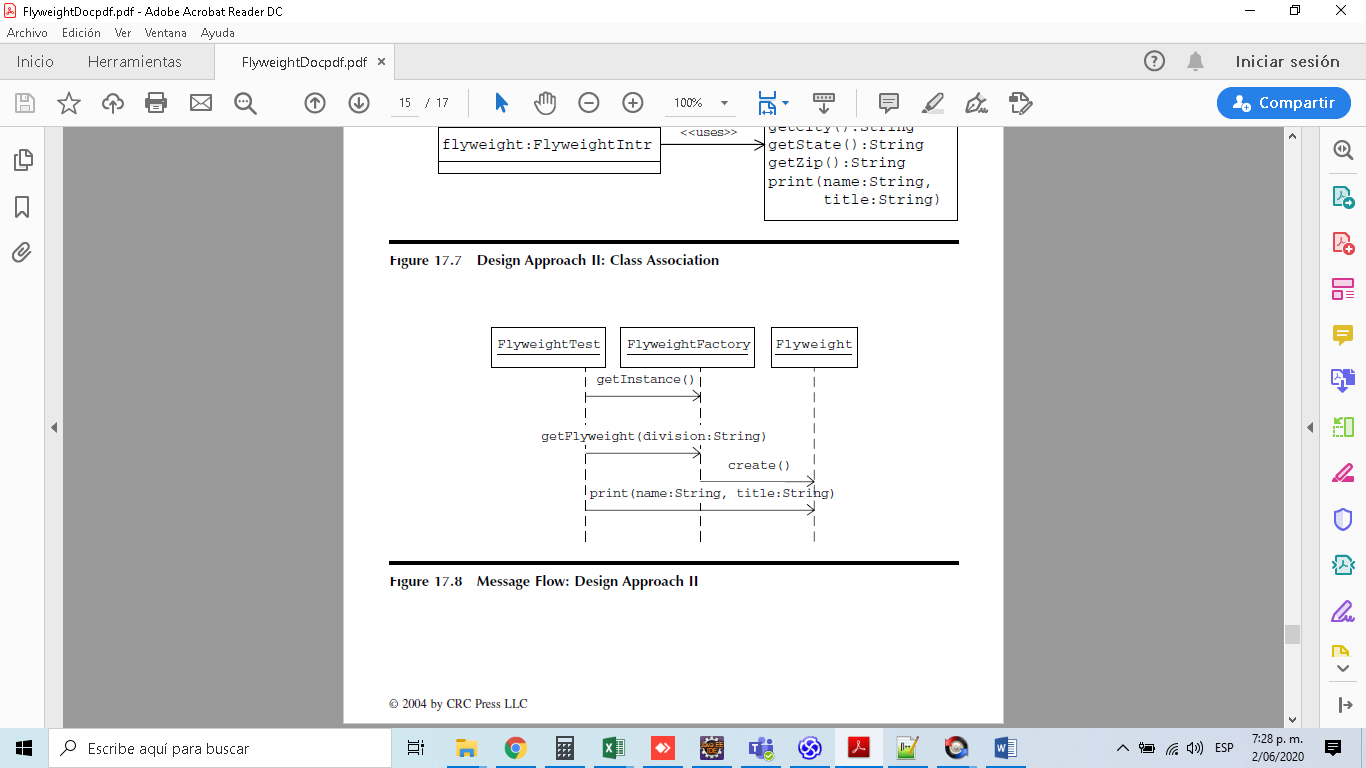 FlyweightDocpdf.pdf - Adobe Acrobat Reader DC
Archivo Edición Ver Ventana Ayuda
Inicio Herramientas FlyweightDocpdf.pdf × Iniciar sesión
15 / 17 100% Compartir
flyweight:FlyweightIntr
<<uses>>
getCity():String
getState():String
getZip():String
print(name:String,
title:String)
Figure 17.7 Design Approach II: Class Association
FlyweightTest FlyweightFactory Flyweight
getInstance()
getFlyweight(division:String)
create()
print(name:String, title:String)
Figure 17.8 Message Flow: Design Approach II
© 2004 by CRC Press LLC
Escribe aquí para buscar
ESP
7:28 p. m.
2/06/2020